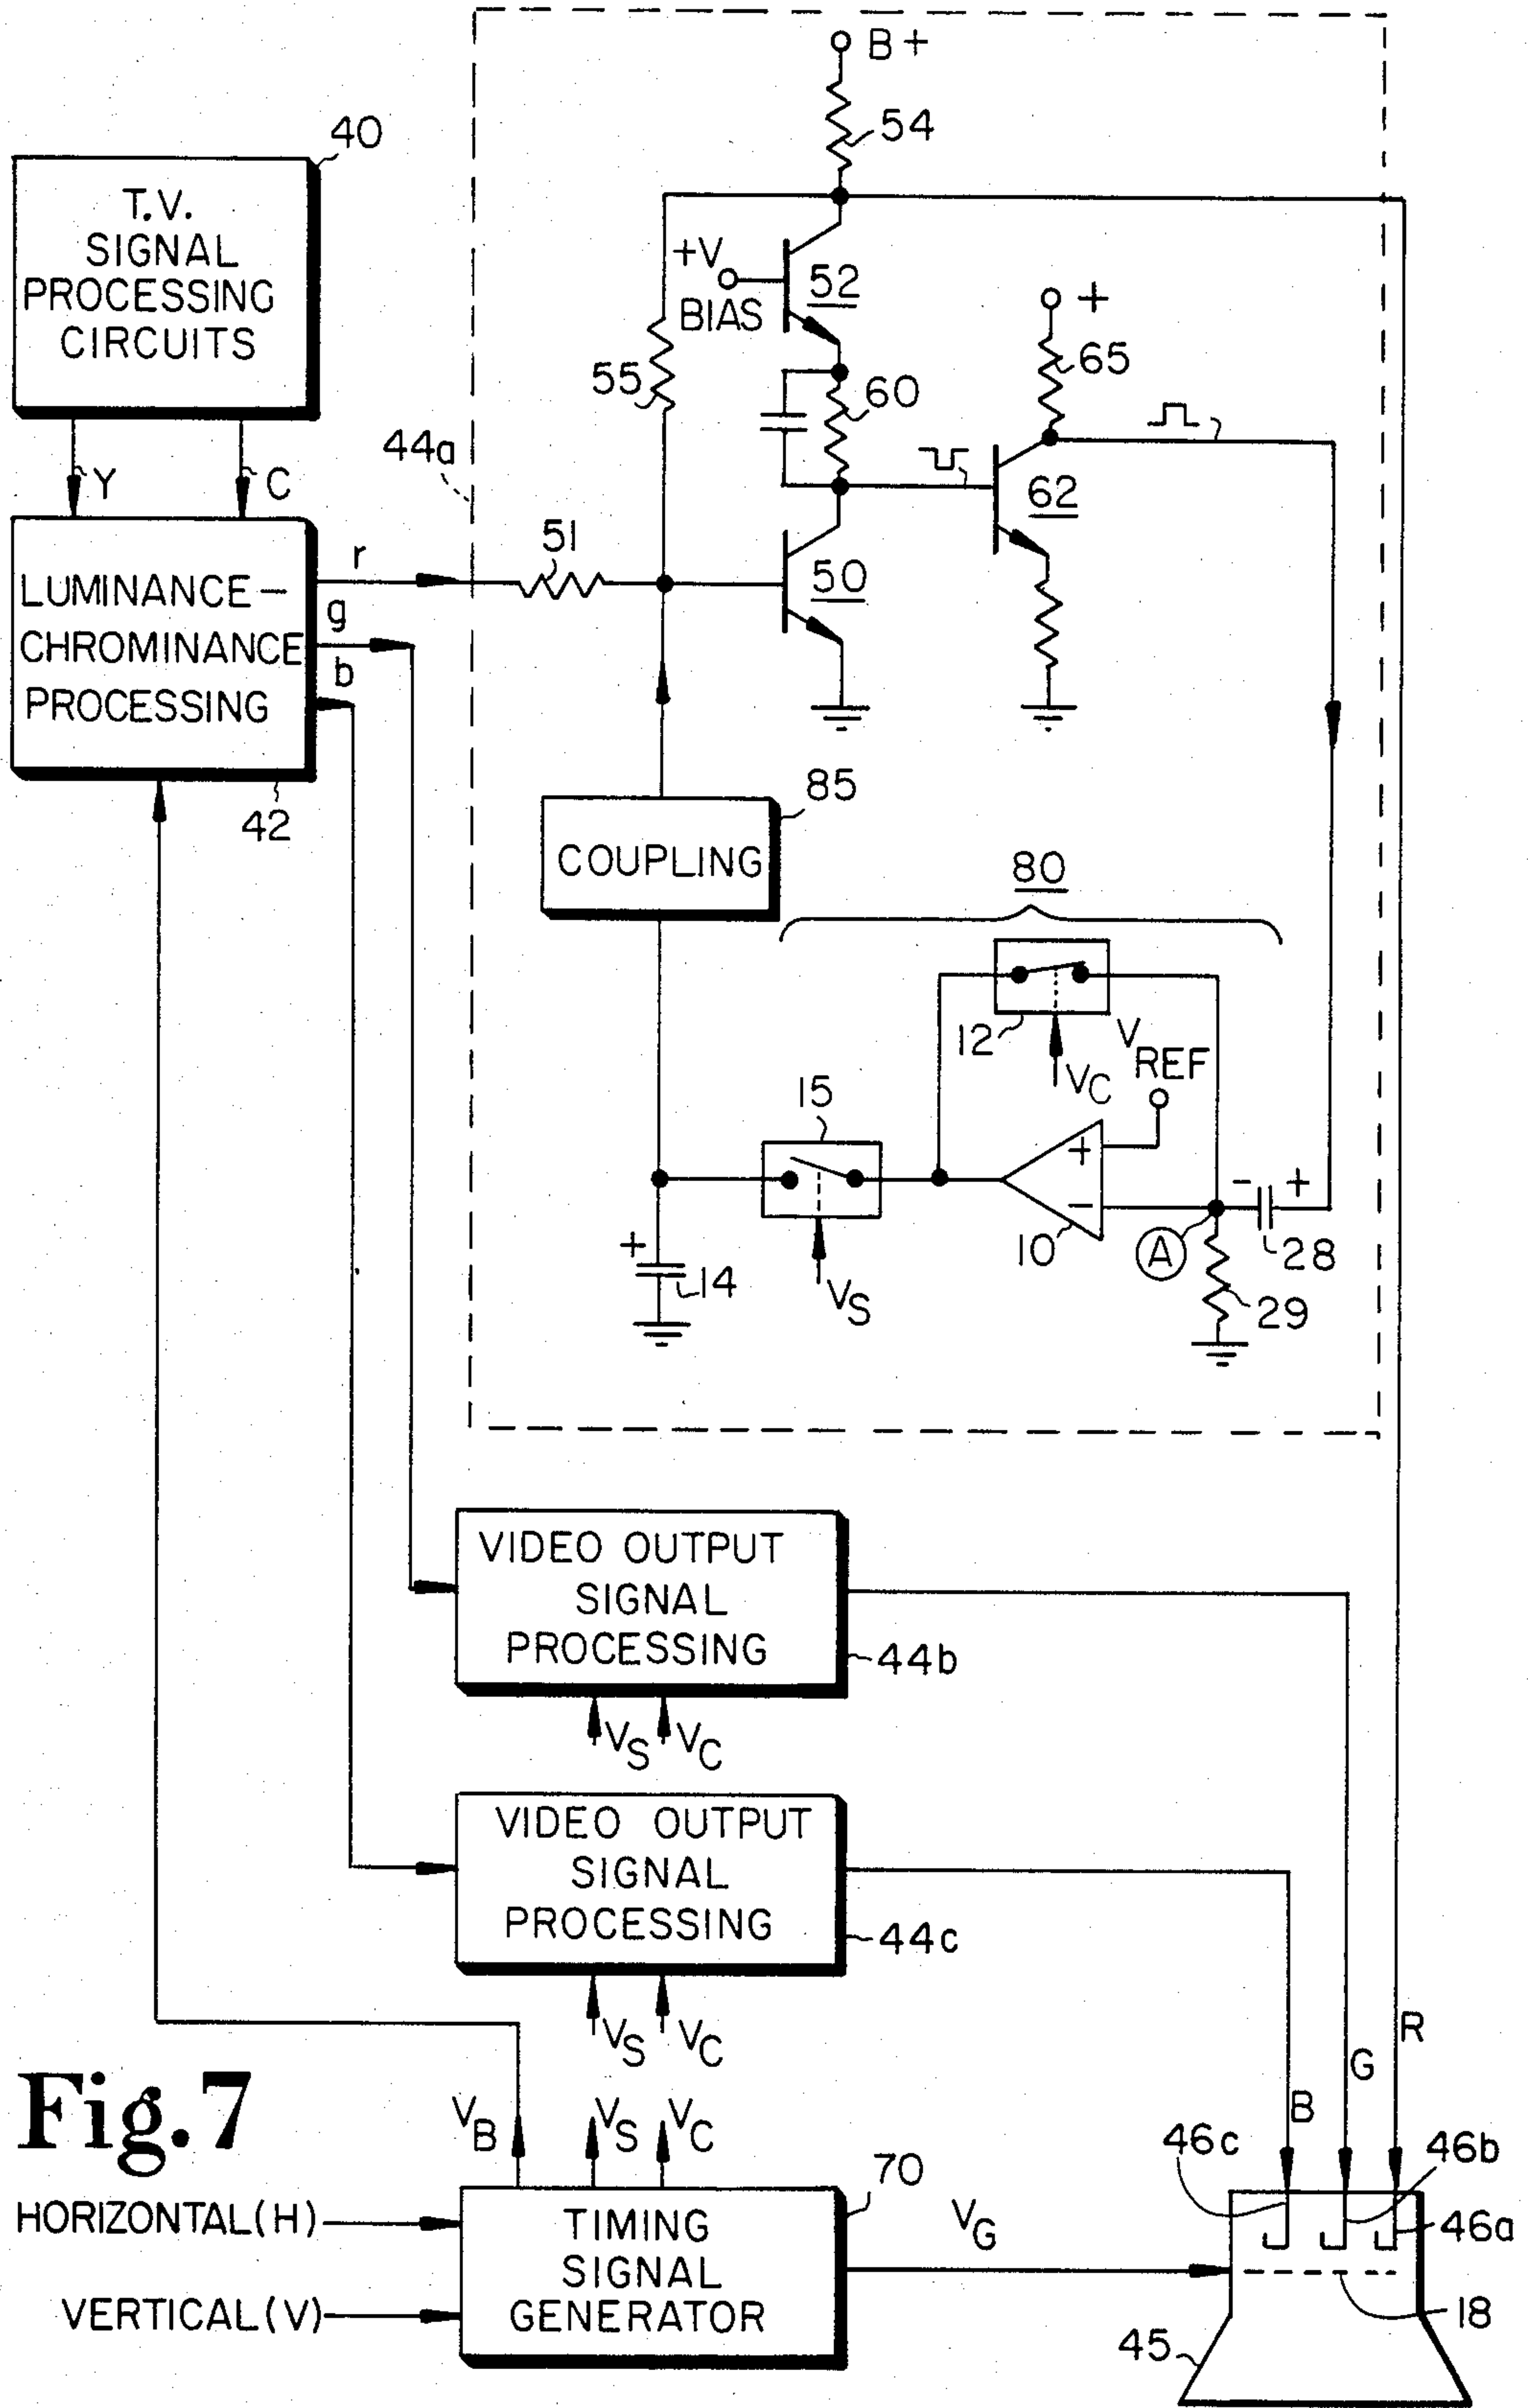 B+
54
40
T.V.
SIGNAL
PROCESSING
CIRCUITS
+V
BIAS
52
+
65
55
60
44a
Y
C
62
51
r
50
LUMINANCE-
CHROMINANCE
PROCESSING
g
b
42
85
COUPLING
80
12
V REF
VC
15
+
-
- +
10
A
28
+
14
VS
29
VIDEO OUTPUT
SIGNAL
PROCESSING
44b
VS VC
VIDEO OUTPUT
SIGNAL
PROCESSING
44c
VS VC
R
G
B
Fig.7
VB VS VC
46c
46b
70
HORIZONTAL(H)
TIMING
SIGNAL
GENERATOR
VG
46a
VERTICAL(V)
18
45